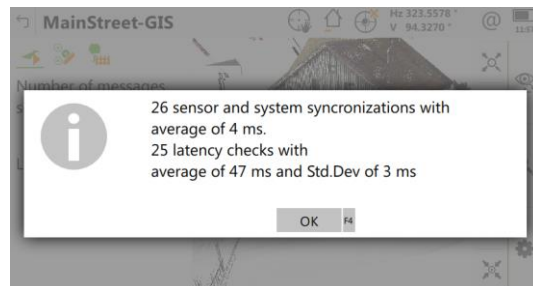 MainStreet-GIS
Hz 323.5578 °
V 94.3270 °
Number of messages
26 sensor and system syncronizations with
average of 4 ms.
25 latency checks with
average of 47 ms and Std.Dev of 3 ms
OK F4